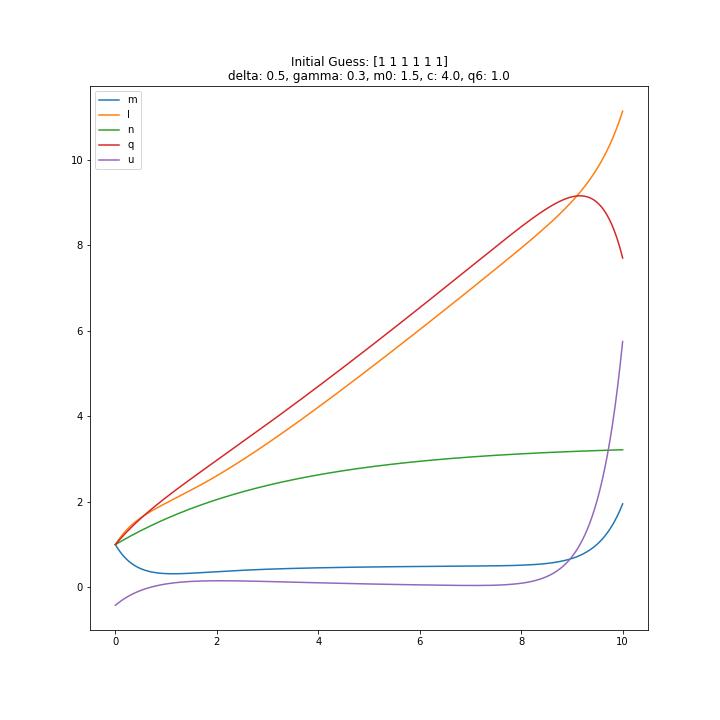 Initial Guess: [1 1 1 1 1 1]
delta: 0.5, gamma: 0.3, m0: 1.5, c: 4.0, q6: 1.0
m
l
n
q
u
10
8
6
4
2
0
0 2 4 6 8 10